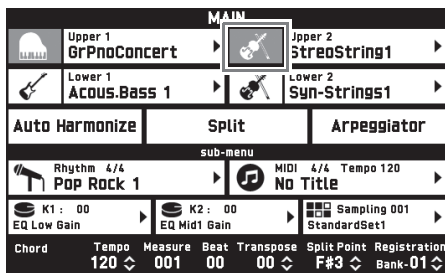 MAIN
Upper 1
GrPnoConcert
Upper 2
StreoString1
Lower 1
Acous.Bass 1
Lower 2
Syn-Strings1
Auto Harmonize
Split
Arpeggiator
sub-menu
Rhythm 4/4
Pop Rock 1
MIDI 4/4 Tempo 120
No Title
K1 : 00
EQ Low Gain
K2 : 00
EQ Mid1 Gain
Sampling 001
StandardSet1
Chord Tempo Measure Beat Transpose Split Point Registration
120 001 00 00 F#3 Bank-01